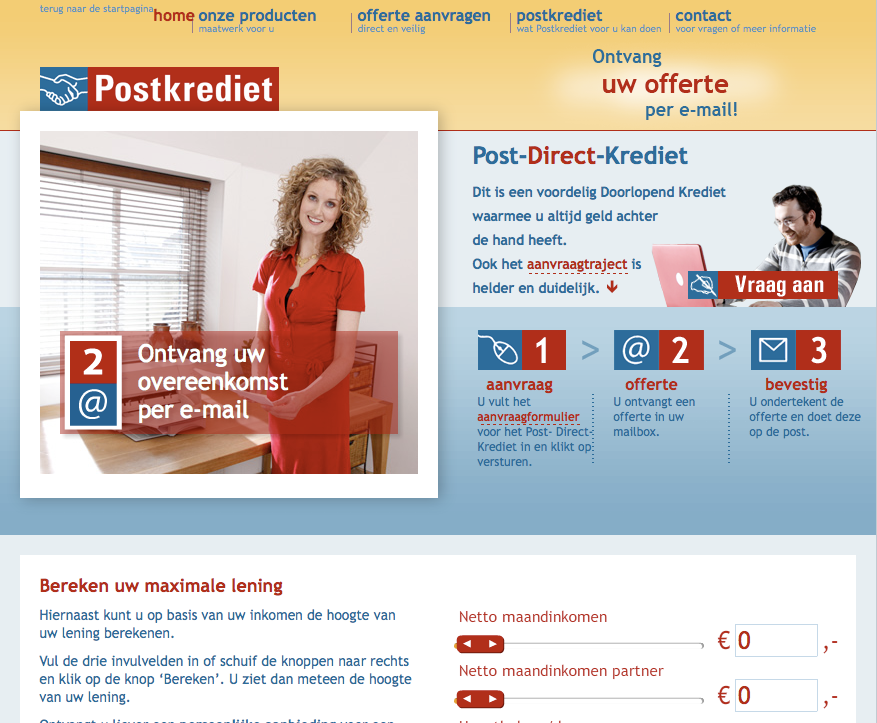 terug naar de startpagina
home
onze producten
maatwerk voor u
offerte aanvragen
direct en veilig
postkrediet
wat Postkrediet voor u kan doen
contact
voor vragen of meer informatie
Ontvang
uw offerte
per e-mail!
Postkrediet
2
@
Ontvang uw
overeenkomst
per e-mail
Post-Direct-Krediet
Dit is een voordelig Doorlopend Krediet
waarmee u altijd geld achter
de hand heeft.
Ook het aanvraagtraject is
helder en duidelijk.
Vraag aan
1
>
@ 2
>
3
aanvraag
U vult het
aanvraagformulier
voor het Post- Direct-
Krediet in en klikt op
versturen.
offerte
U ontvangt een
offerte in uw
mailbox.
bevestig
U ondertekent de
offerte en doet deze
op de post.
Bereken uw maximale lening
Hiernaast kunt u op basis van uw inkomen de hoogte van
uw lening berekenen.
Vul de drie invulvelden in of schuif de knoppen naar rechts
en klik op de knop ‘Bereken’. U ziet dan meteen de hoogte
van uw lening.
Netto maandinkomen
€ 0 ,-
Netto maandinkomen partner
€ 0 ,-